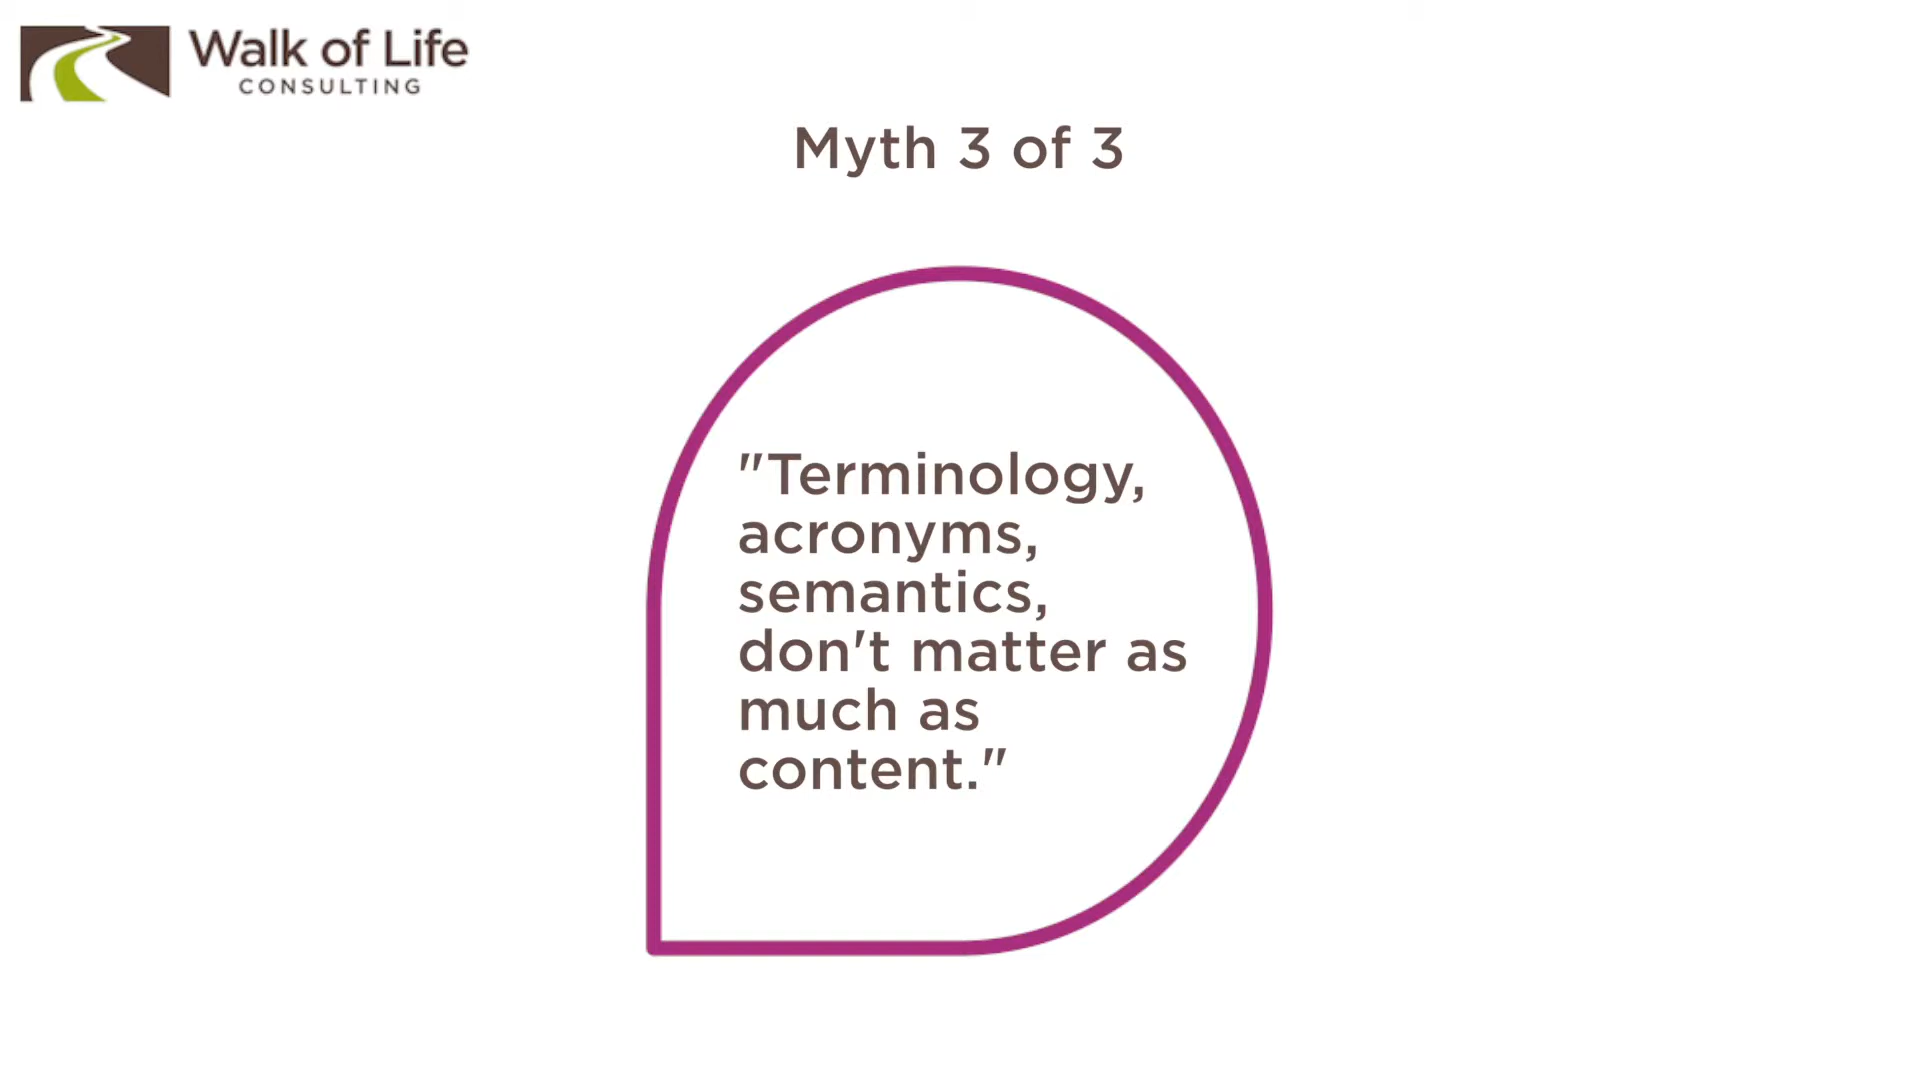 Walk of Life
CONSULTING
Myth 3 of 3
"Terminology,
acronyms,
semantics,
don't matter as
much as
content."